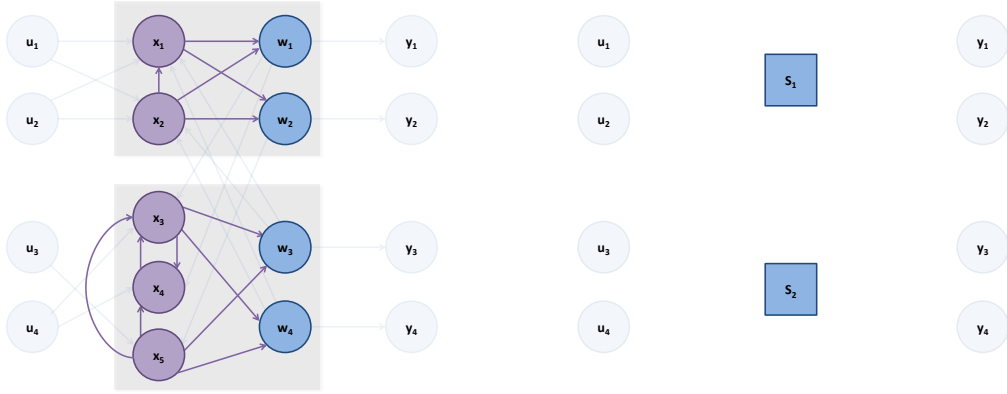 u₁ x₁ w₁ y₁ u₁ y₁
S₁
u₂ x₂ w₂ y₂ u₂ y₂
x₃
u₃ w₃ y₃ u₃ y₃
x₄ S₂
u₄ w₄ y₄ u₄ y₄
x₅